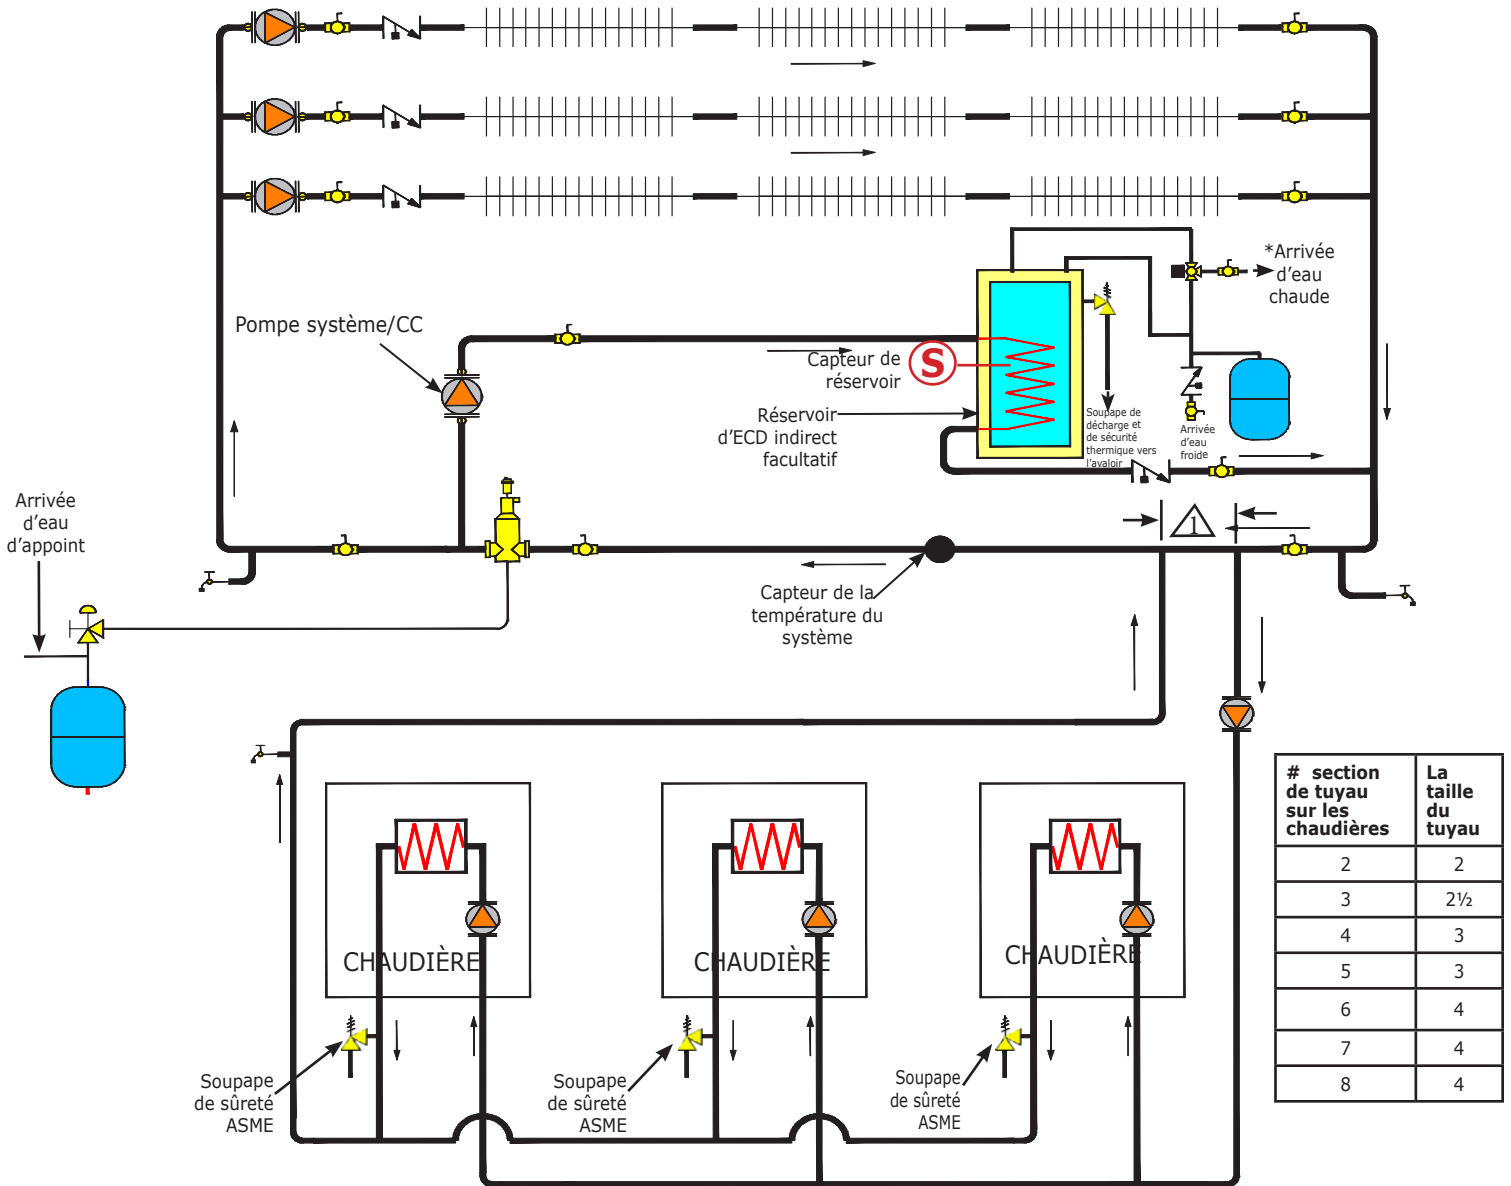 *Arrivée
d'eau
chaude
Pompe système/CC
Capteur de
réservoir
S
Réservoir
d'ECD indirect
facultatif
Soupape de
décharge et
de sécurité
thermique vers
l'avaloir
Arrivée
d'eau
froide
Arrivée
d'eau
d'appoint
1
Capteur de la
température du
système
CHAUDIÈRE
CHAUDIÈRE
CHAUDIÈRE
Soupape
de sûreté
ASME
Soupape
de sûreté
ASME
Soupape
de sûreté
ASME
# section
de tuyau
sur les
chaudières
La
taille
du
tuyau
2 2
3 2½
4 3
5 3
6 4
7 4
8 4